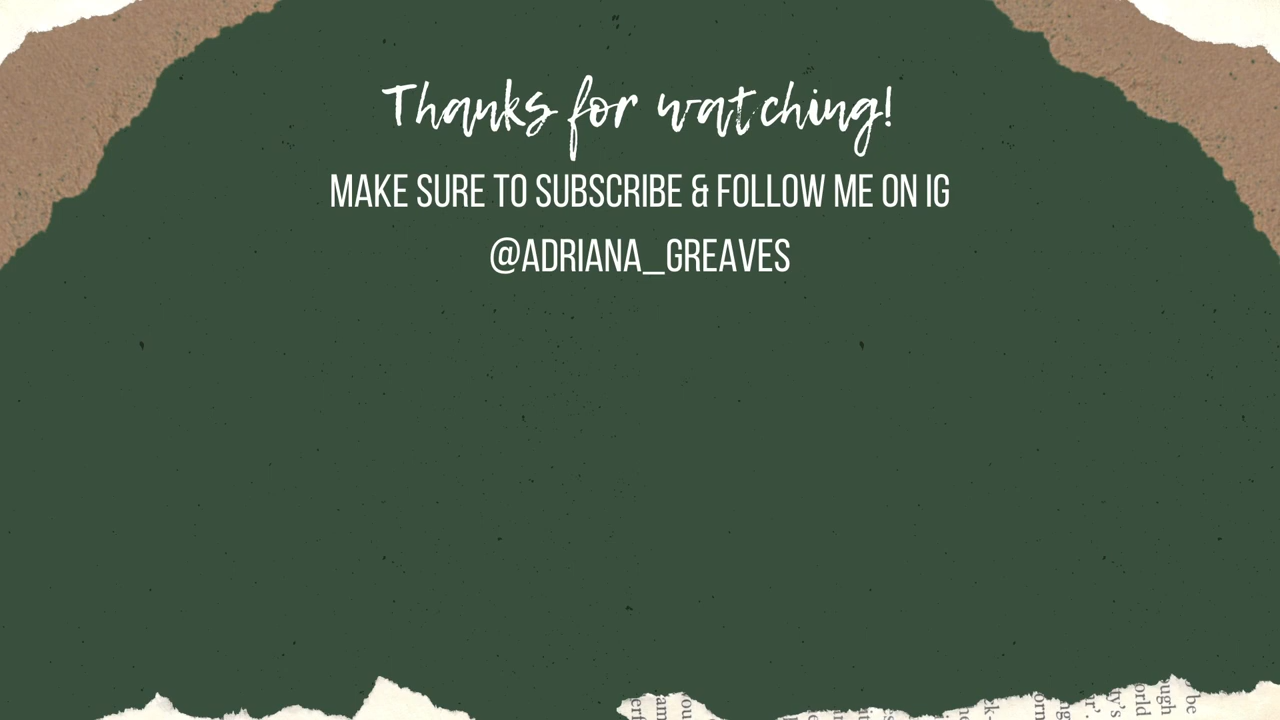 Thanks for watching!
MAKE SURE TO SUBSCRIBE & FOLLOW ME ON IG
@ADRIANA_GREAVES